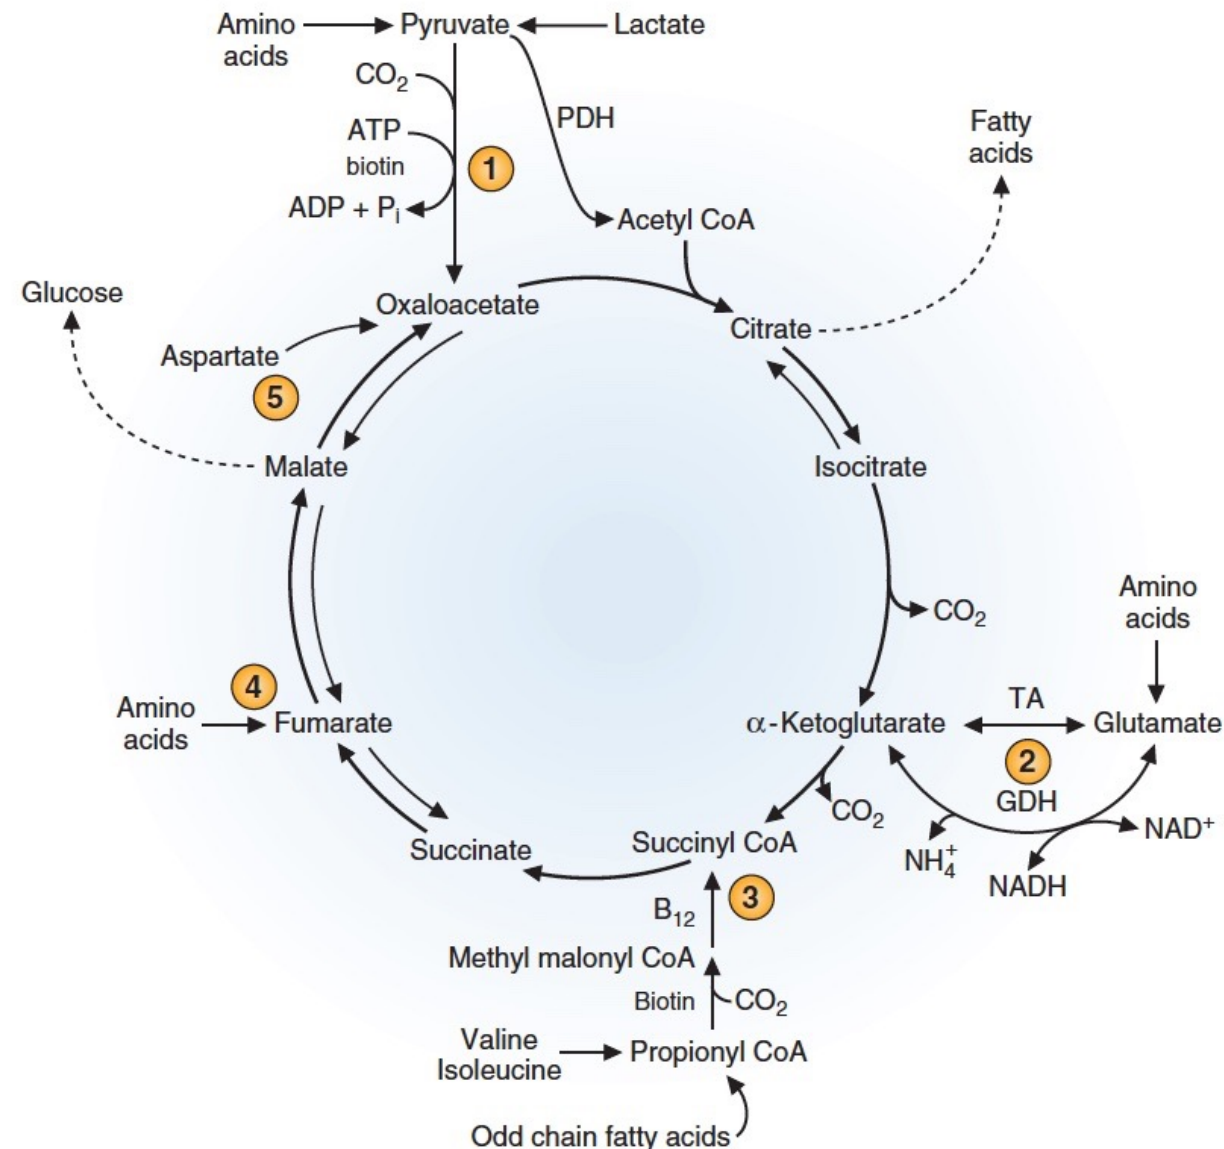 Amino
acids
Pyruvate
Lactate
CO₂
PDH
ATP
biotin
1
ADP + Pᵢ
Fatty
acids
Acetyl CoA
Glucose
Oxaloacetate
Citrate
Aspartate
5
Malate
Isocitrate
CO₂
Amino
acids
4
Amino
acids
Fumarate
α-Ketoglutarate
TA
Glutamate
2
GDH
CO₂
NAD⁺
NH₄⁺
NADH
Succinate
Succinyl CoA
3
B₁₂
Methyl malonyl CoA
Biotin
CO₂
Valine
Isoleucine
Propionyl CoA
Odd chain fatty acids